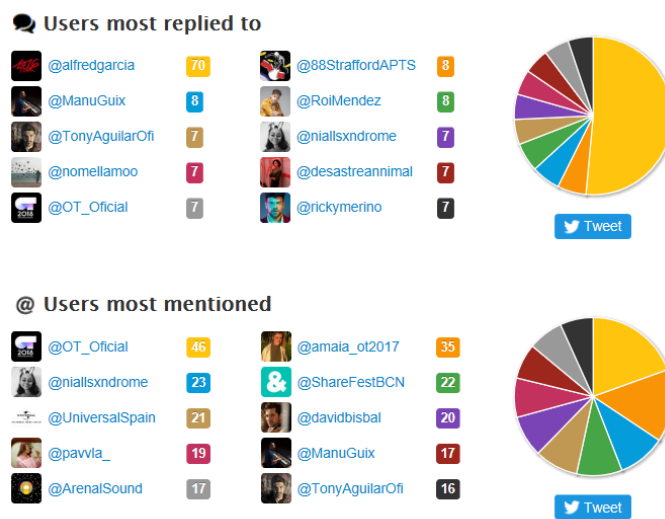 Users most replied to
@alfredgarcia 70 @88StraffordAPTS 8
@ManuGuix 8 @RoiMendez 8
@TonyAguilarOfi 7 @niallsxndrome 7
@nomellamoo 7 @desastreannimal 7
@OT_Oficial 7 @rickymerino 7
Tweet
@ Users most mentioned
@OT_Oficial 46 @amaia_ot2017 35
@niallsxndrome 23 @ShareFestBCN 22
@UniversalSpain 21 @davidbisbal 20
@pavvla_ 19 @ManuGuix 17
@ArenalSound 17 @TonyAguilarOfi 16
Tweet